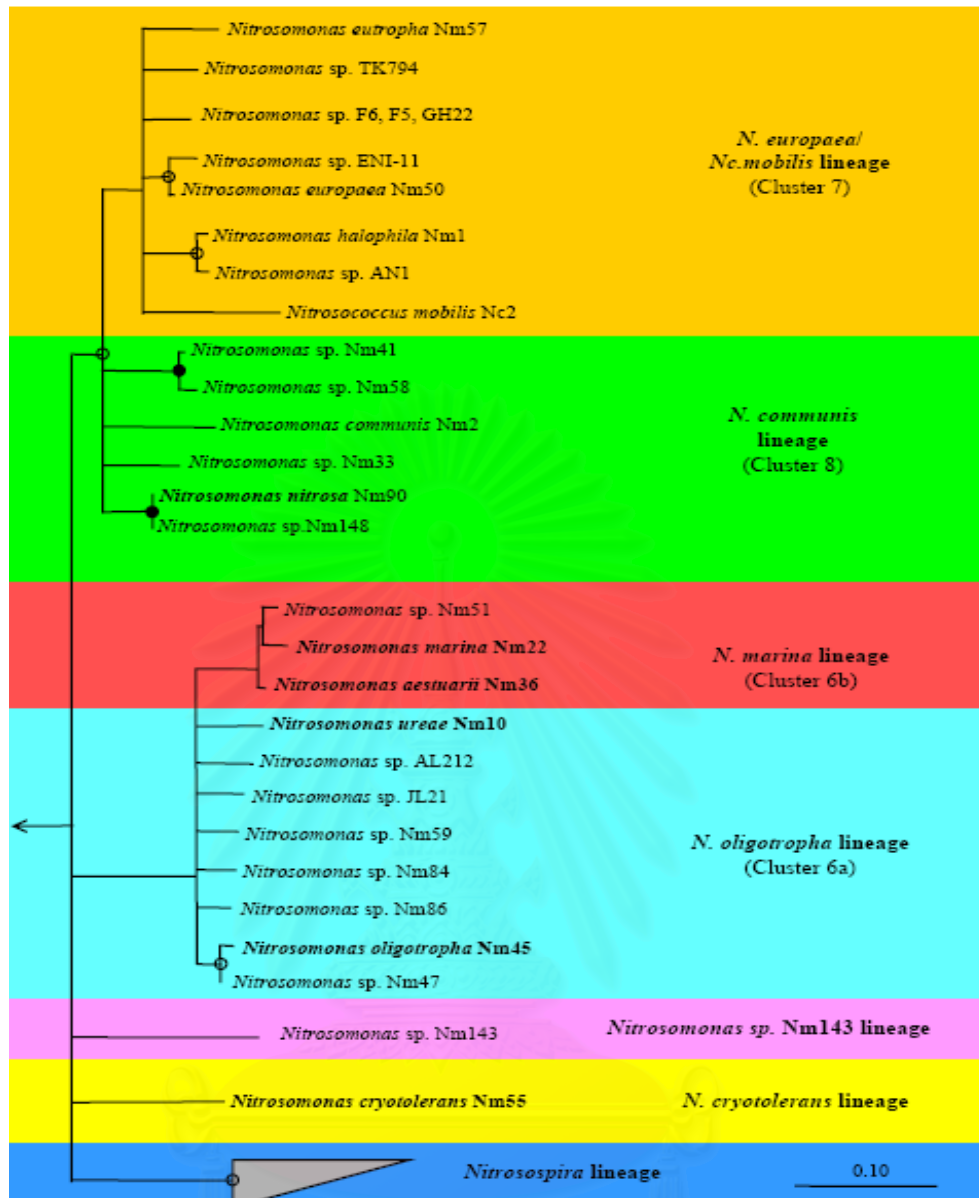 Nitrosomonas eutropha Nm57
Nitrosomonas sp. TK794
Nitrosomonas sp. F6, F5, GH22
Nitrosomonas sp. ENI-11
Nitrosomonas europaea Nm50
Nitrosomonas halophila Nm1
Nitrosomonas sp. AN1
Nitrosococcus mobilis Nc2
N. europaea/
Nc.mobilis lineage
(Cluster 7)
Nitrosomonas sp. Nm41
Nitrosomonas sp. Nm58
Nitrosomonas communis Nm2
Nitrosomonas sp. Nm33
Nitrosomonas nitrosa Nm90
Nitrosomonas sp.Nm148
N. communis
lineage
(Cluster 8)
Nitrosomonas sp. Nm51
Nitrosomonas marina Nm22
Nitrosomonas aestuarii Nm36
N. marina lineage
(Cluster 6b)
Nitrosomonas ureae Nm10
Nitrosomonas sp. AL212
Nitrosomonas sp. JL21
Nitrosomonas sp. Nm59
Nitrosomonas sp. Nm84
Nitrosomonas sp. Nm86
Nitrosomonas oligotropha Nm45
Nitrosomonas sp. Nm47
N. oligotropha lineage
(Cluster 6a)
Nitrosomonas sp. Nm143
Nitrosomonas sp. Nm143 lineage
Nitrosomonas cryotolerans Nm55
N. cryotolerans lineage
Nitrosospira lineage
0.10